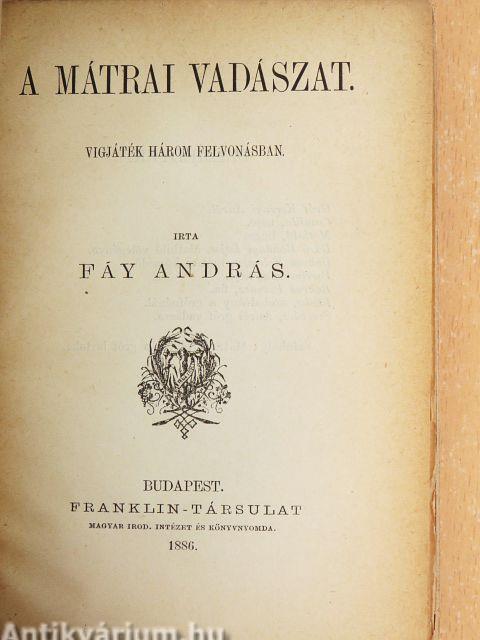 A MÁTRAI VADÁSZAT.
VIGJÁTÉK HÁROM FELVONÁSBAN.
IRTA
FÁY ANDRÁS.
BUDAPEST.
FRANKLIN-TÁRSULAT
MAGYAR IROD. INTÉZET ÉS KÖNYVNYOMDA.
1886.
Antikvárium.hu